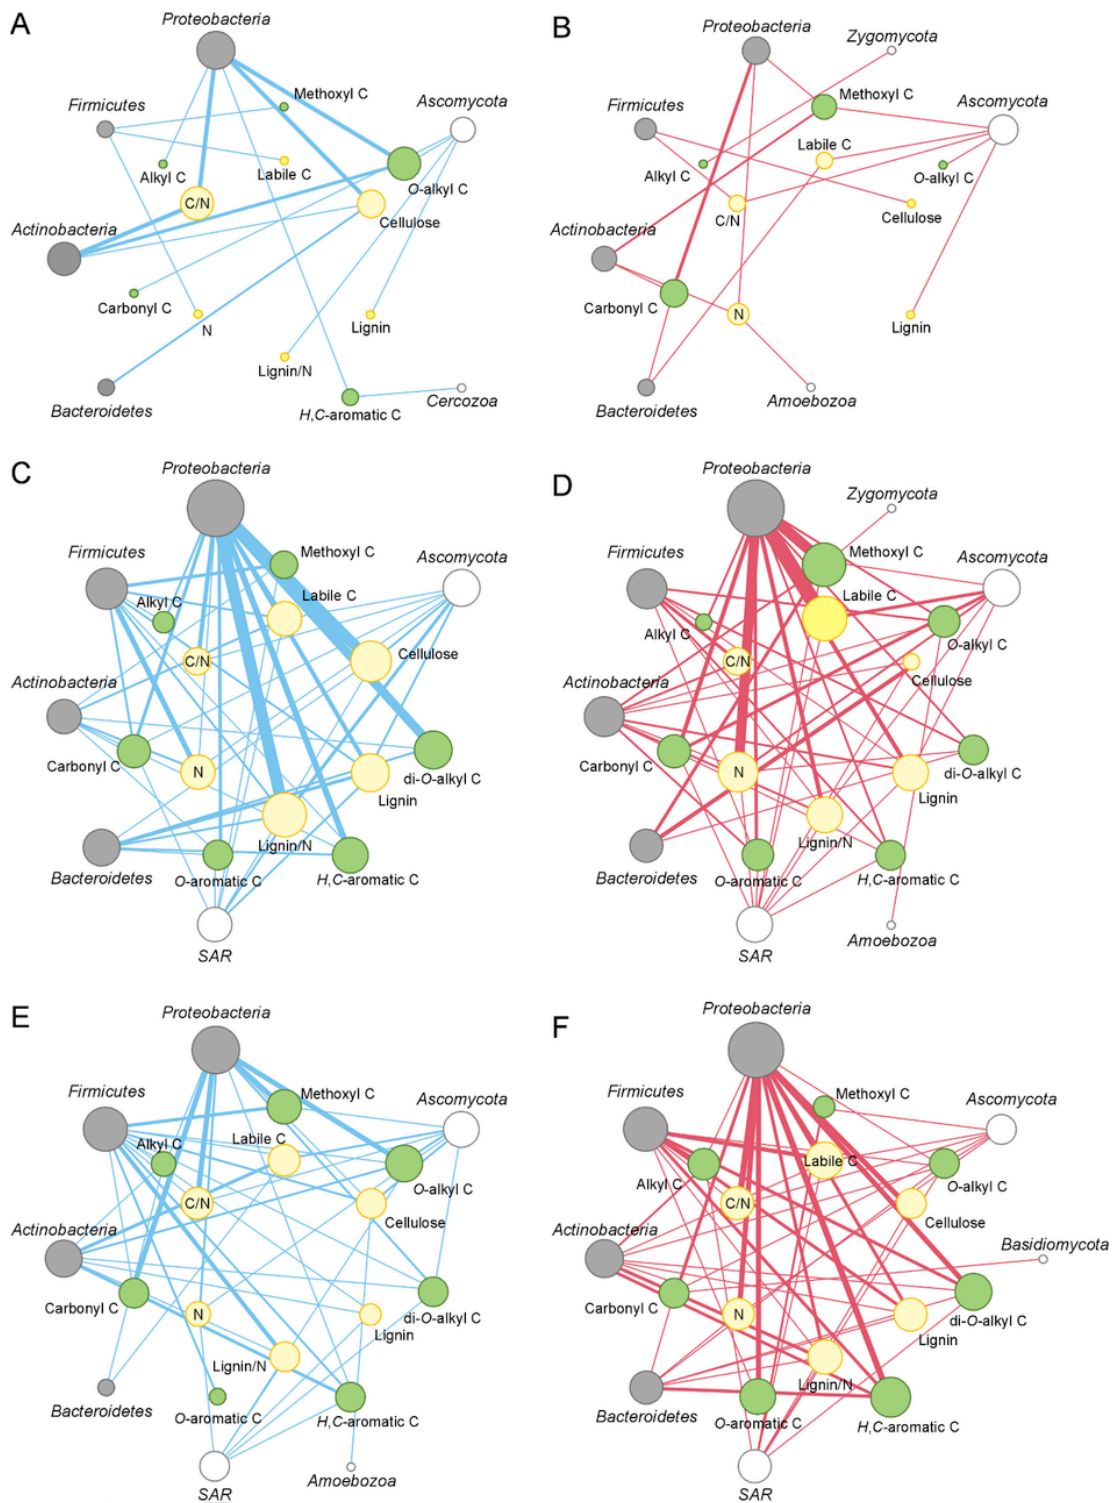 A
Proteobacteria
Firmicutes
Methoxyl C
Ascomycota
Alkyl C
Labile C
O-alkyl C
C/N
Cellulose
Actinobacteria
Carbonyl C
N
Lignin
Lignin/N
Bacteroidetes
H,C-aromatic C
Cercozoa
B
Proteobacteria
Zygomycota
Firmicutes
Methoxyl C
Ascomycota
Labile C
Alkyl C
O-alkyl C
C/N
Cellulose
Actinobacteria
Carbonyl C
N
Lignin
Bacteroidetes
Amoebozoa
C
Proteobacteria
Firmicutes
Methoxyl C
Ascomycota
Alkyl C
Labile C
C/N
Cellulose
Actinobacteria
Carbonyl C
N
di-O-alkyl C
Lignin
Lignin/N
Bacteroidetes
O-aromatic C
H,C-aromatic C
SAR
D
Proteobacteria
Zygomycota
Firmicutes
Methoxyl C
Ascomycota
Labile C
Alkyl C
O-alkyl C
C/N
Cellulose
Actinobacteria
Carbonyl C
N
di-O-alkyl C
Lignin
Lignin/N
Bacteroidetes
O-aromatic C
H,C-aromatic C
SAR
Amoebozoa
E
Proteobacteria
Firmicutes
Methoxyl C
Ascomycota
Alkyl C
Labile C
O-alkyl C
C/N
Cellulose
Actinobacteria
Carbonyl C
N
di-O-alkyl C
Lignin
Lignin/N
Bacteroidetes
O-aromatic C
H,C-aromatic C
SAR
Amoebozoa
F
Proteobacteria
Firmicutes
Methoxyl C
Ascomycota
Labile C
Alkyl C
O-alkyl C
C/N
Cellulose
Actinobacteria
Basidiomycota
Carbonyl C
N
di-O-alkyl C
Lignin
Lignin/N
Bacteroidetes
O-aromatic C
H,C-aromatic C
SAR